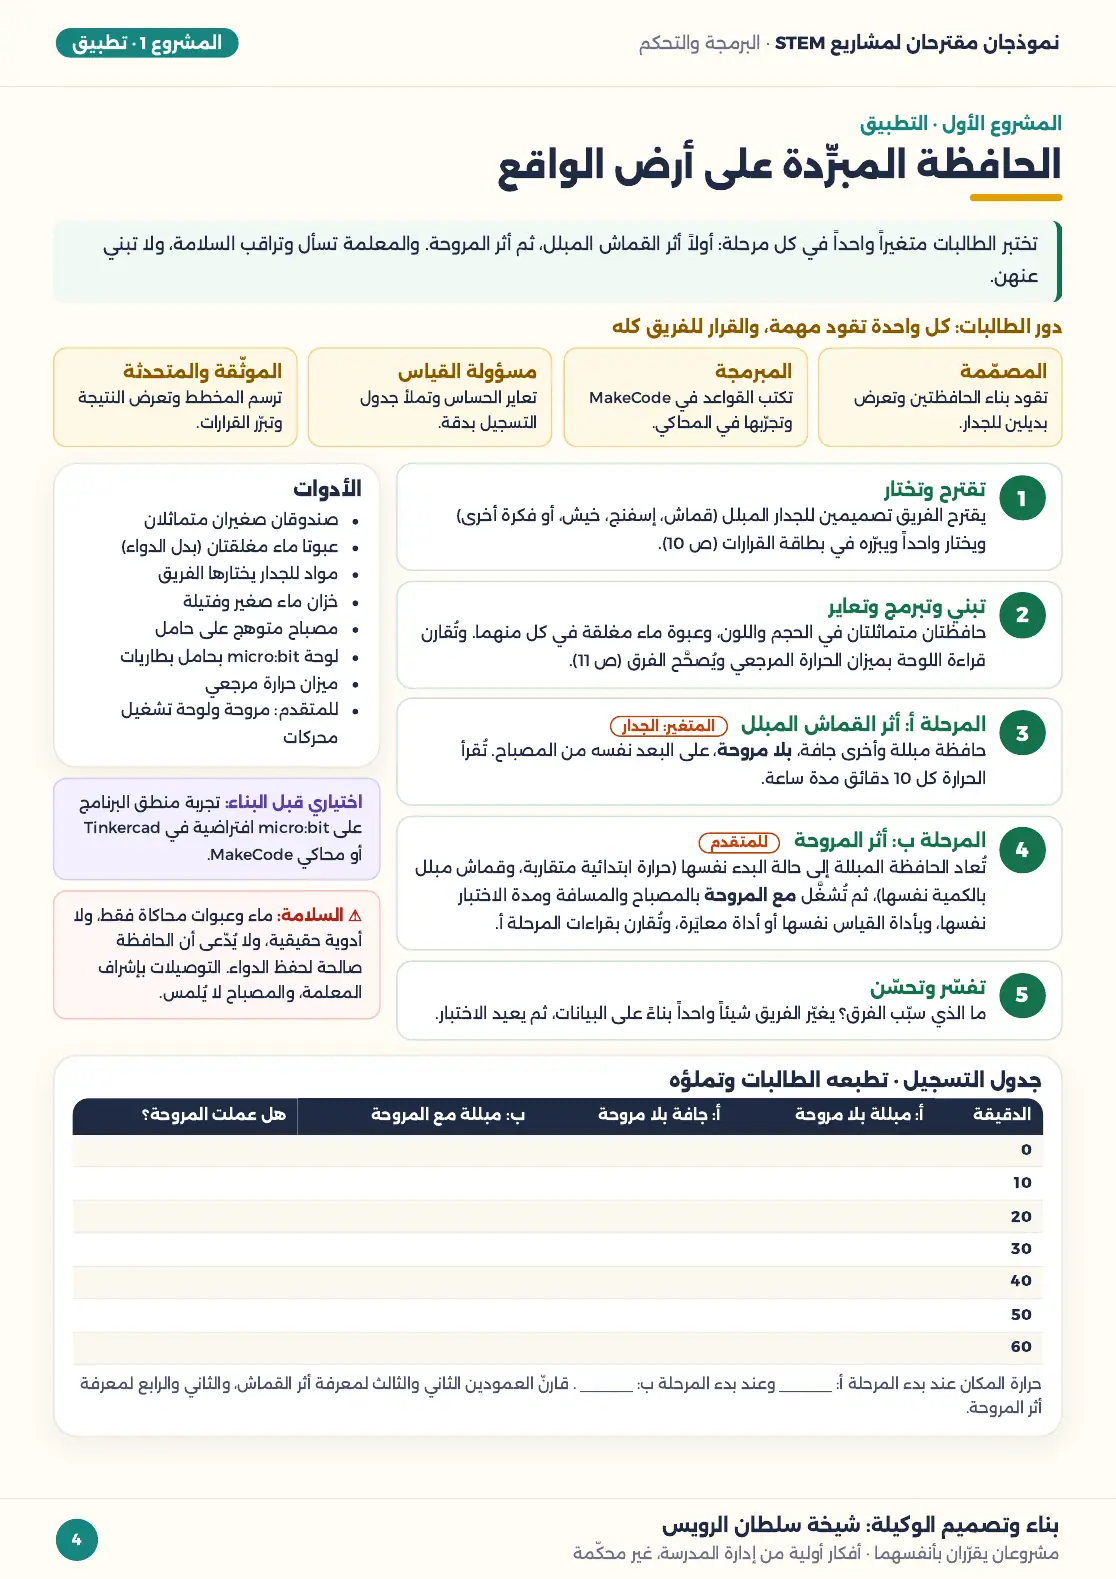 نموذجان مقترحان لمشاريع STEM · البرمجة والتحكم
المشروع 1 · تطبيق
المشروع الأول · التطبيق
الحافظة المبرِّدة على أرض الواقع
تختبر الطالبات متغيراً واحداً في كل مرحلة: أولاً أثر القماش المبلل، ثم أثر المروحة. والمعلمة تسأل وتراقب السلامة، ولا تبني
عنهن.
دور الطالبات: كل واحدة تقود مهمة، والقرار للفريق كله
المصمّمة
تقود بناء الحافظتين وتعرض
بديلين للجدار.
المبرمجة
تكتب القواعد في MakeCode
وتجرّبها في المحاكي.
مسؤولة القياس
تعاير الحساس وتملأ جدول
التسجيل بدقة.
الموثّقة والمتحدثة
ترسم المخطط وتعرض النتيجة
وتبرّر القرارات.
1
تقترح وتختار
يقترح الفريق تصميمين للجدار المبلل (قماش، إسفنج، خيش، أو فكرة أخرى)
ويختار واحداً ويبرّره في بطاقة القرارات (ص 10).
2
تبني وتبرمج وتعاير
حافظتان متماثلتان في الحجم واللون، وعبوة ماء مغلقة في كل منهما. وتُقارن
قراءة اللوحة بميزان الحرارة المرجعي ويُصحَّح الفرق (ص 11).
3
المرحلة أ: أثر القماش المبلل المتغير: الجدار
حافظة مبللة وأخرى جافة، بلا مروحة، على البعد نفسه من المصباح. تُقرأ
الحرارة كل 10 دقائق مدة ساعة.
4
المرحلة ب: أثر المروحة للمتقدم
تُعاد الحافظة المبللة إلى حالة البدء نفسها (حرارة ابتدائية متقاربة، وقماش مبلل
بالكمية نفسها)، ثم تُشغَّل مع المروحة بالمصباح والمسافة ومدة الاختبار
نفسها، وبأداة القياس نفسها أو أداة معايَرة، وتُقارن بقراءات المرحلة أ.
5
تفسّر وتحسّن
ما الذي سبّب الفرق؟ يغيّر الفريق شيئاً واحداً بناءً على البيانات، ثم يعيد الاختبار.
الأدوات
• صندوقان صغيران متماثلان
• عبوتا ماء مغلقتان (بدل الدواء)
• مواد للجدار يختارها الفريق
• خزان ماء صغير وفتيلة
• مصباح متوهج على حامل
• لوحة micro:bit بحامل بطاريات
• ميزان حرارة مرجعي
• للمتقدم: مروحة ولوحة تشغيل
محركات
اختياري قبل البناء: تجربة منطق البرنامج
على micro:bit افتراضية في Tinkercad
أو محاكي MakeCode.
⚠ السلامة: ماء وعبوات محاكاة فقط، ولا
أدوية حقيقية، ولا يُدّعى أن الحافظة
صالحة لحفظ الدواء. التوصيلات بإشراف
المعلمة، والمصباح لا يُلمس.
جدول التسجيل · تطبعه الطالبات وتملؤه
الدقيقة أ: مبللة بلا مروحة أ: جافة بلا مروحة ب: مبللة مع المروحة هل عملت المروحة؟
0
10
20
30
40
50
60
حرارة المكان عند بدء المرحلة أ: ______ وعند بدء المرحلة ب: ______ . قارنّ العمودين الثاني والثالث لمعرفة أثر القماش، والثاني والرابع لمعرفة
أثر المروحة.
بناء وتصميم الوكيلة: شيخة سلطان الرويس
مشروعان يقرّران بأنفسهما · أفكار أولية من إدارة المدرسة، غير محكّمة
4